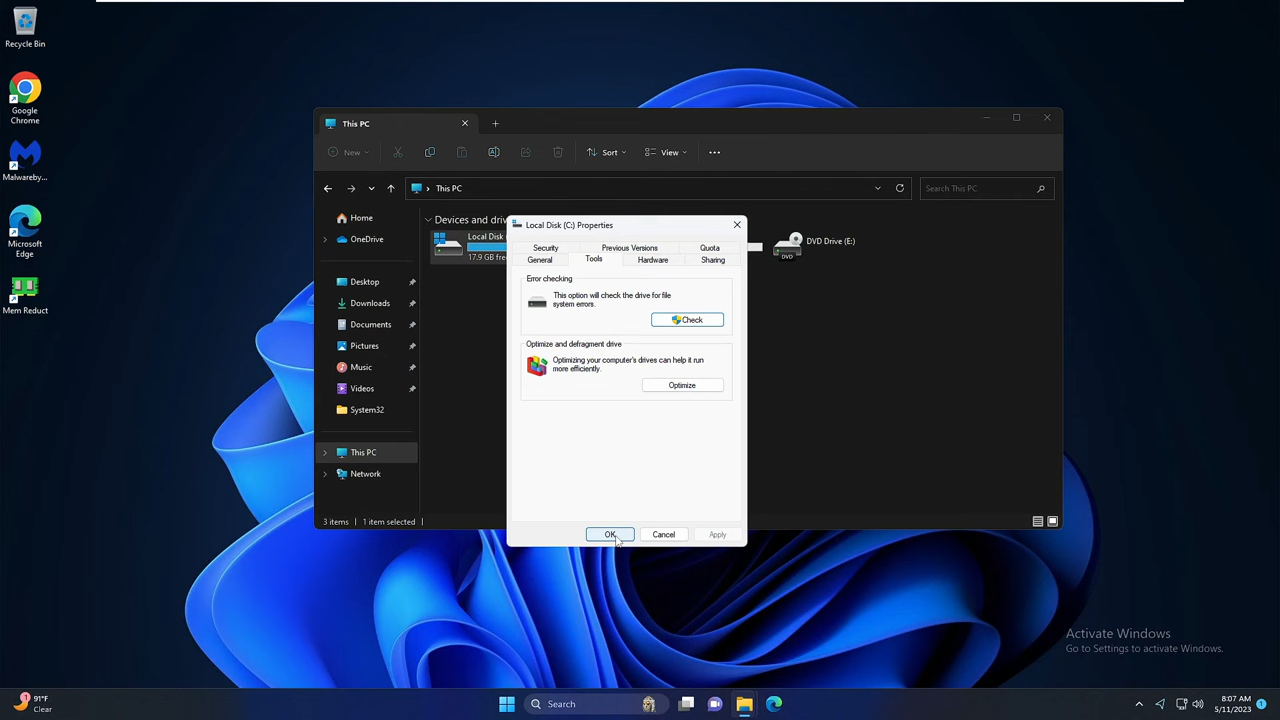 Recycle Bin
Google
Chrome
Malwareby...
Microsoft
Edge
Mem Reduct
This PC
New
Sort
View
This PC
Search This PC
Home
OneDrive
Desktop
Downloads
Documents
Pictures
Music
Videos
System32
This PC
Network
Devices and driv
Local Disk (
17.9 GB free
DVD Drive (E:)
DVD
3 items
1 item selected
Local Disk (C:) Properties
Security
Previous Versions
Quota
General
Tools
Hardware
Sharing
Error checking
This option will check the drive for file
system errors.
Check
Optimize and defragment drive
Optimizing your computer's drives can help it run
more efficiently.
Optimize
OK
Cancel
Apply
Activate Windows
Go to Settings to activate Windows.
1
91°F
Clear
Search
8:07 AM
5/11/2023
1